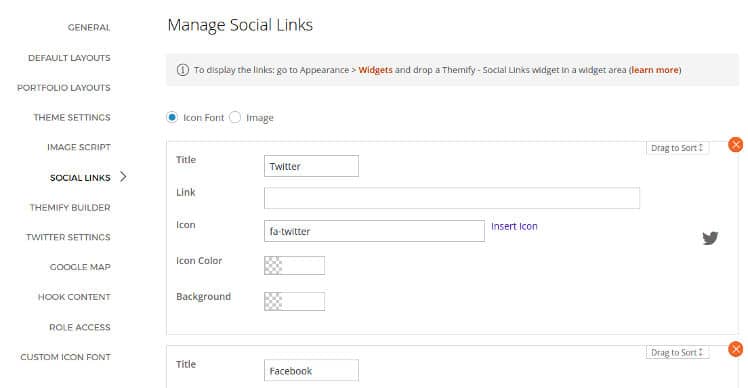 GENERAL
DEFAULT LAYOUTS
PORTFOLIO LAYOUTS
THEME SETTINGS
IMAGE SCRIPT
SOCIAL LINKS
THEMIFY BUILDER
TWITTER SETTINGS
GOOGLE MAP
HOOK CONTENT
ROLE ACCESS
CUSTOM ICON FONT
Manage Social Links
To display the links: go to Appearance > Widgets and drop a Themify - Social Links widget in a widget area (learn more)
Icon Font Image
Drag to Sort
Title Twitter
Link
Icon fa-twitter Insert Icon
Icon Color
Background
Drag to Sort
Title Facebook